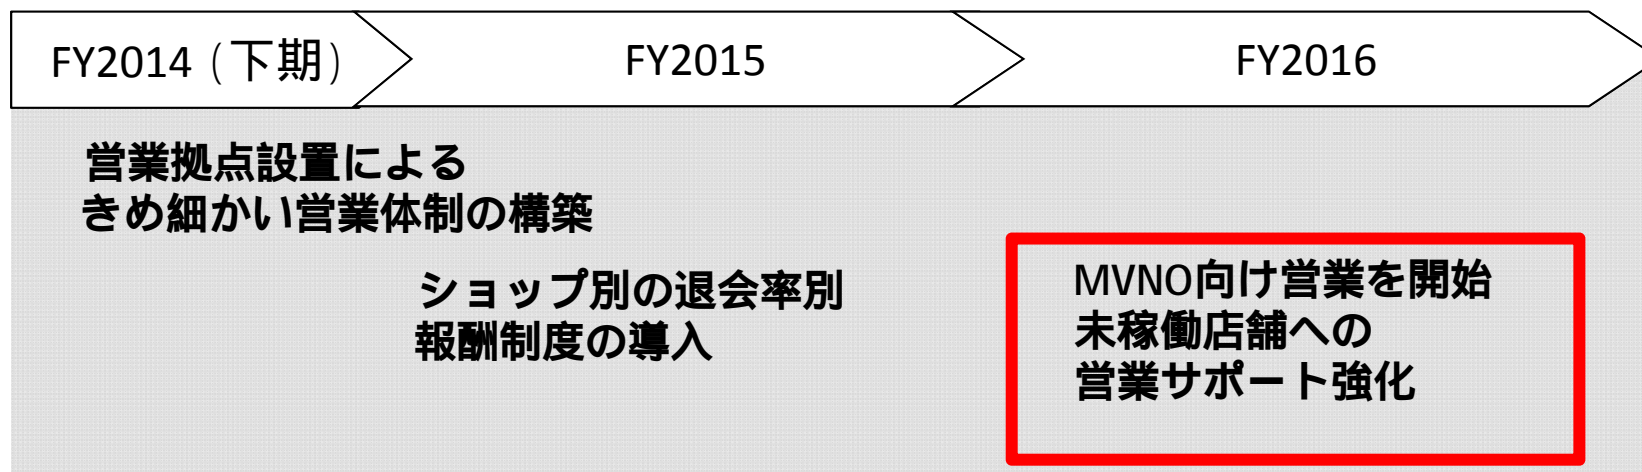 FY2014（下期）
FY2015
FY2016
営業拠点設置による
きめ細かい営業体制の構築
ショップ別の退会率別
報酬制度の導入
MVNO向け営業を開始
未稼働店舗への
営業サポート強化